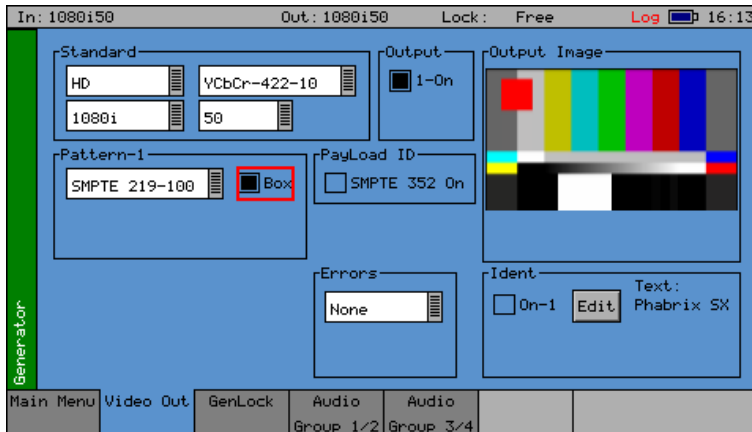 In: 1080i50 Out: 1080i50 Lock: Free Log 16:13
Standard
HD YCbCr-422-10
1080i 50
Output
1-On
Output Image
Pattern-1
SMPTE 219-100 Box
PayLoad ID
SMPTE 352 On
Errors
None
Ident
On-1 Edit Text:
Phabrix SX
Generator
Main Menu Video Out GenLock Audio Group 1/2 Audio Group 3/4